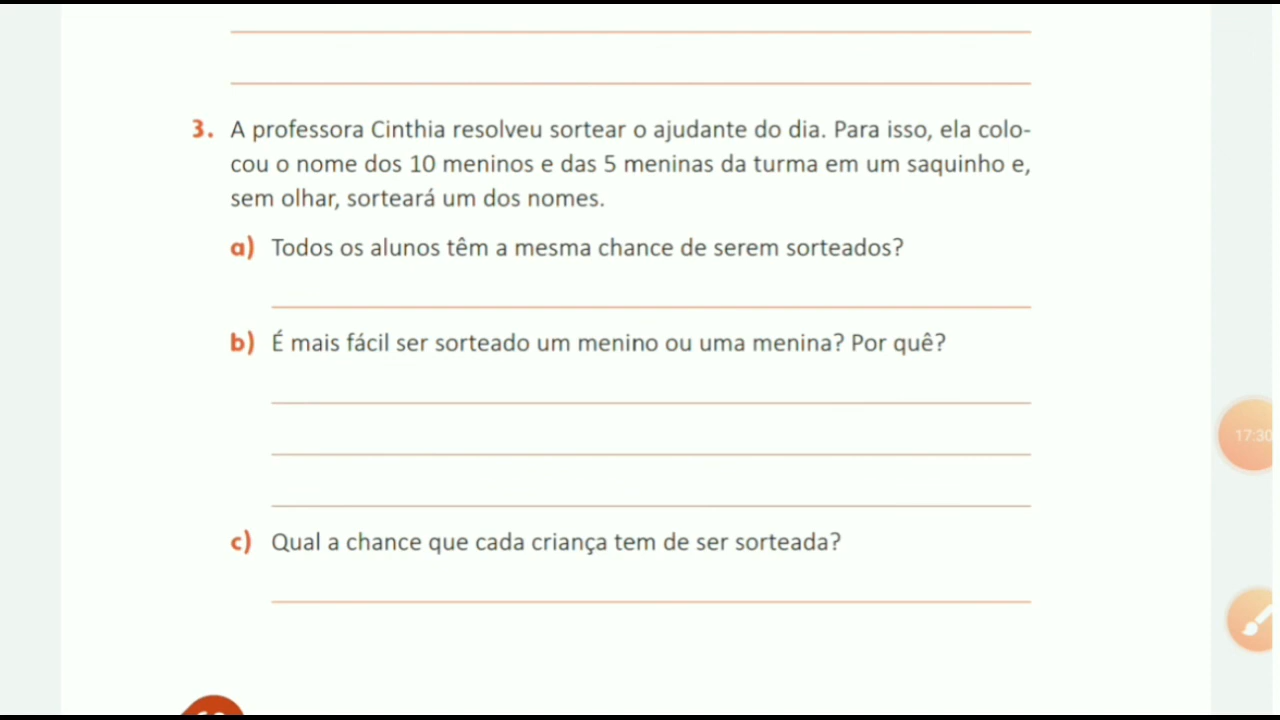 3. A professora Cinthia resolveu sortear o ajudante do dia. Para isso, ela colo-
cou o nome dos 10 meninos e das 5 meninas da turma em um saquinho e,
sem olhar, sorteará um dos nomes.
a) Todos os alunos têm a mesma chance de serem sorteados?
b) É mais fácil ser sorteado um menino ou uma menina? Por quê?
17:30
c) Qual a chance que cada criança tem de ser sorteada?